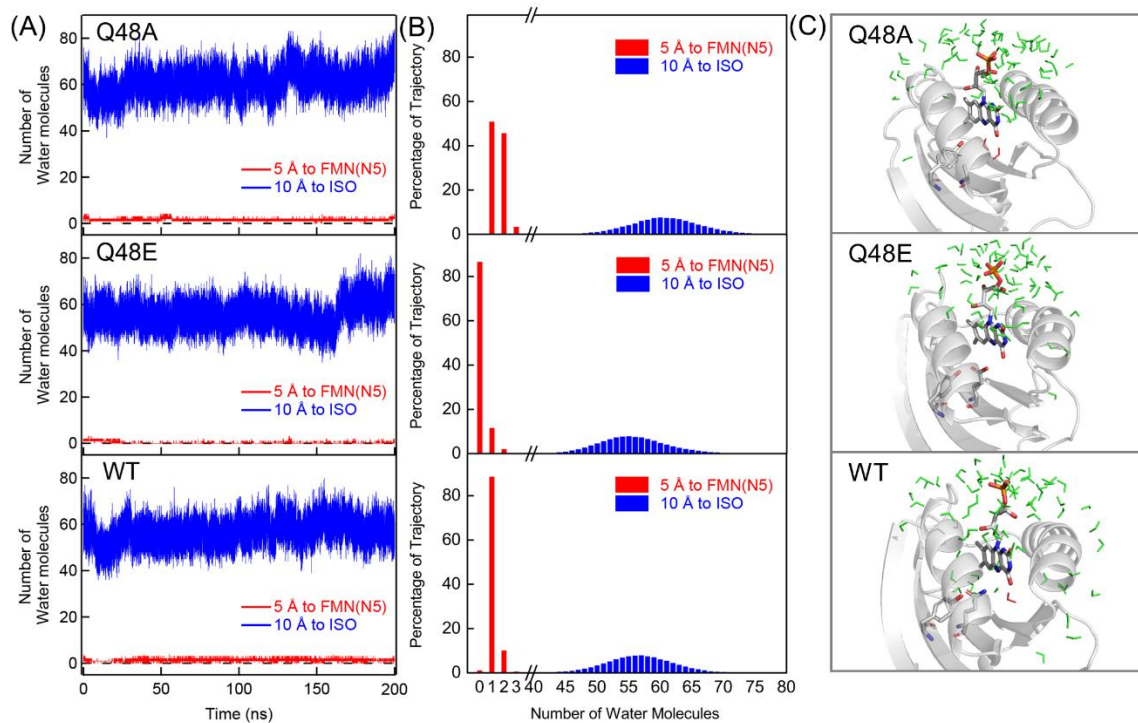 (A)
Q48A
80
60
40
20
0
Number of
Water molecules
5 Å to FMN(N5)
10 Å to ISO
Q48E
80
60
40
20
0
Number of
Water molecules
5 Å to FMN(N5)
10 Å to ISO
WT
80
60
40
20
0
Number of
Water molecules
5 Å to FMN(N5)
10 Å to ISO
0 50 100 150 200
Time (ns)
(B)
80
60
40
20
0
Percentage of Trajectory
5 Å to FMN(N5)
10 Å to ISO
80
60
40
20
0
Percentage of Trajectory
5 Å to FMN(N5)
10 Å to ISO
80
60
40
20
0
Percentage of Trajectory
5 Å to FMN(N5)
10 Å to ISO
0 1 2 3 40 45 50 55 60 65 70 75 80
Number of Water Molecules
(C)
Q48A
Q48E
WT